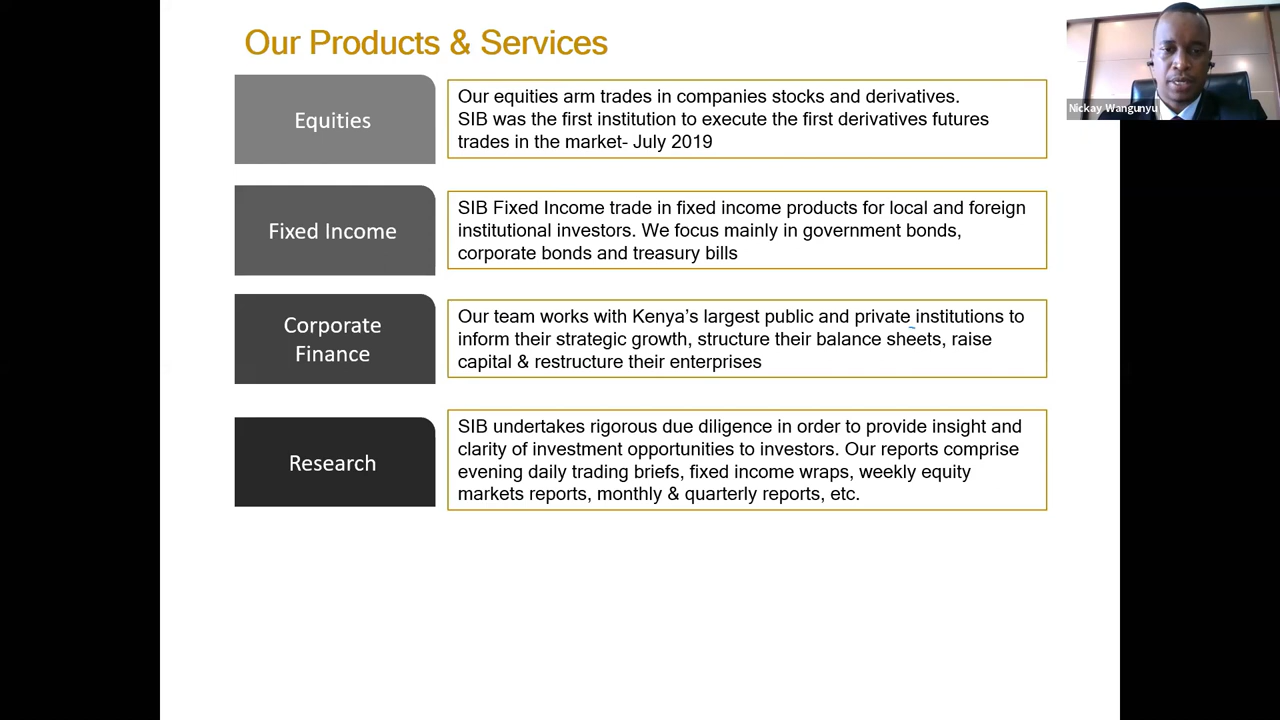 Our Products & Services
Nickay Wangunyu
Equities
Our equities arm trades in companies stocks and derivatives.
SIB was the first institution to execute the first derivatives futures
trades in the market- July 2019
Fixed Income
SIB Fixed Income trade in fixed income products for local and foreign
institutional investors. We focus mainly in government bonds,
corporate bonds and treasury bills
Corporate
Finance
Our team works with Kenya’s largest public and private institutions to
inform their strategic growth, structure their balance sheets, raise
capital & restructure their enterprises
Research
SIB undertakes rigorous due diligence in order to provide insight and
clarity of investment opportunities to investors. Our reports comprise
evening daily trading briefs, fixed income wraps, weekly equity
markets reports, monthly & quarterly reports, etc.